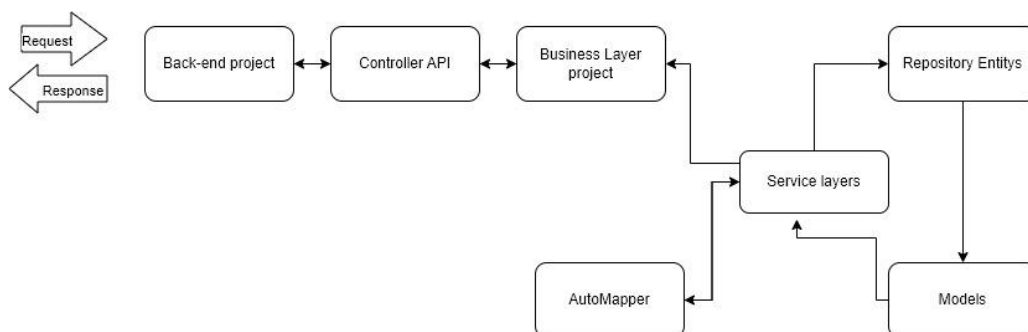 Request
Response
Back-end project
Controller API
Business Layer
project
Repository Entitys
Service layers
AutoMapper
Models